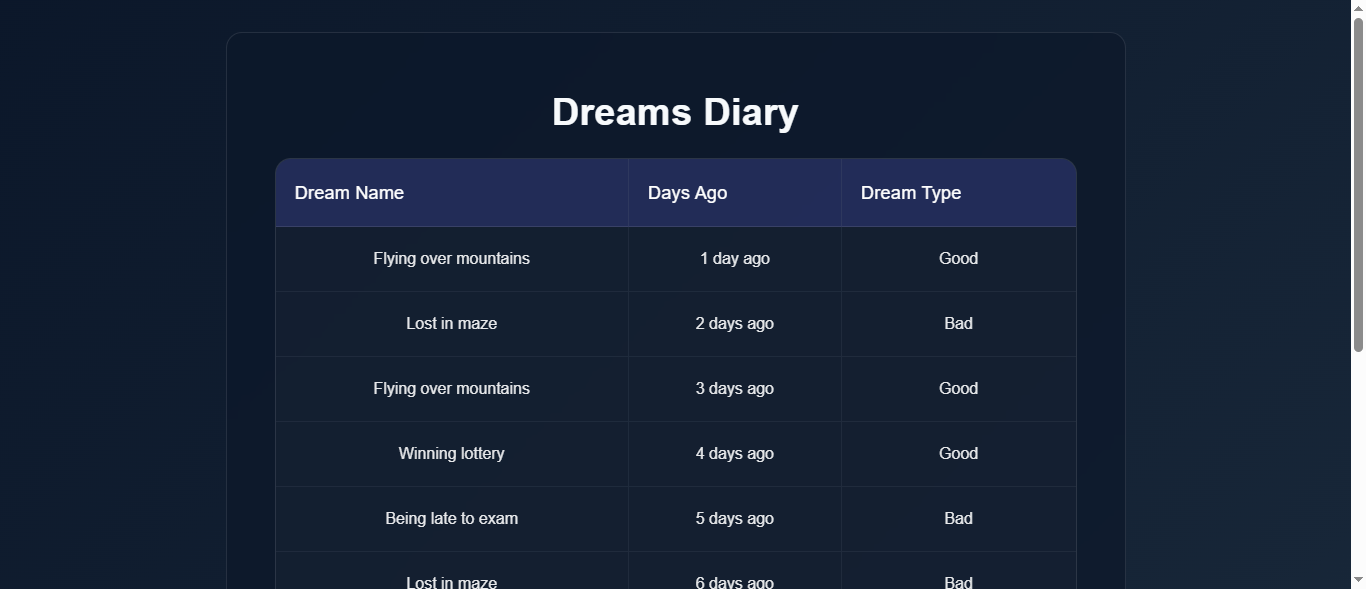 Dreams Diary
Dream Name Days Ago Dream Type
Flying over mountains 1 day ago Good
Lost in maze 2 days ago Bad
Flying over mountains 3 days ago Good
Winning lottery 4 days ago Good
Being late to exam 5 days ago Bad
Lost in maze 6 days ago Bad